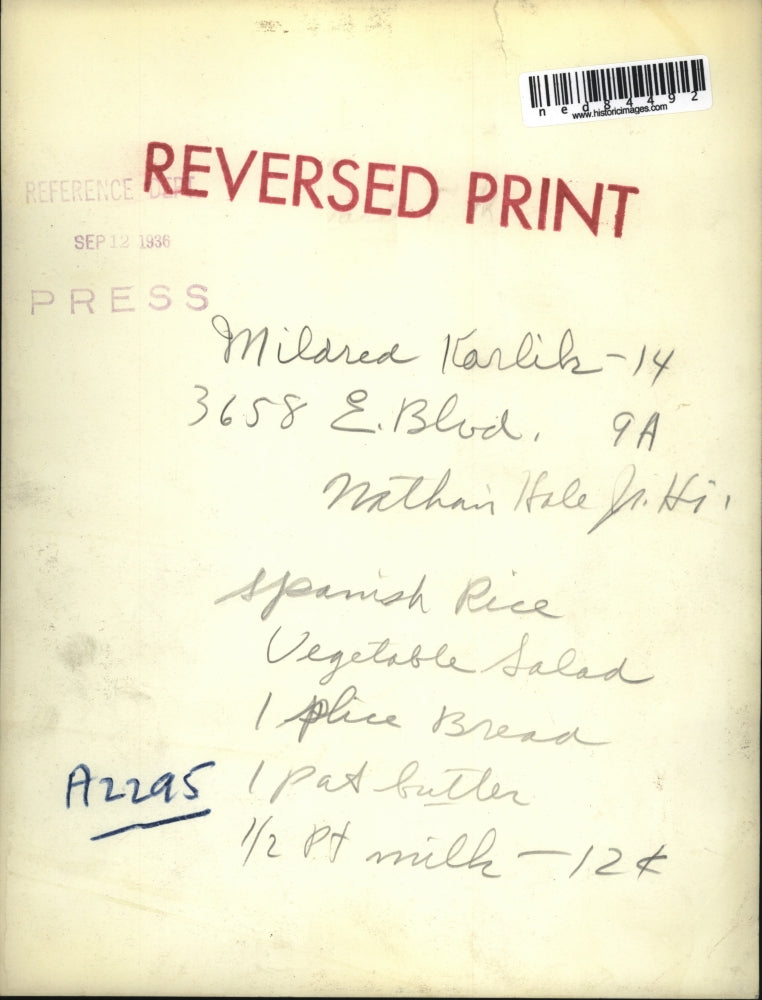 ned84492
www.historicimages.com
REVERSED PRINT
REFERENCE DEPT
SEP 12 1936
PRESS
Mildred Karlik - 14
3658 E. Blvd. 9A
Nathan Hale Jr. Hi.
Spanish Rice
Vegetable Salad
1 slice Bread
A2295
1 pat butter
1/2 Pt milk - 12¢